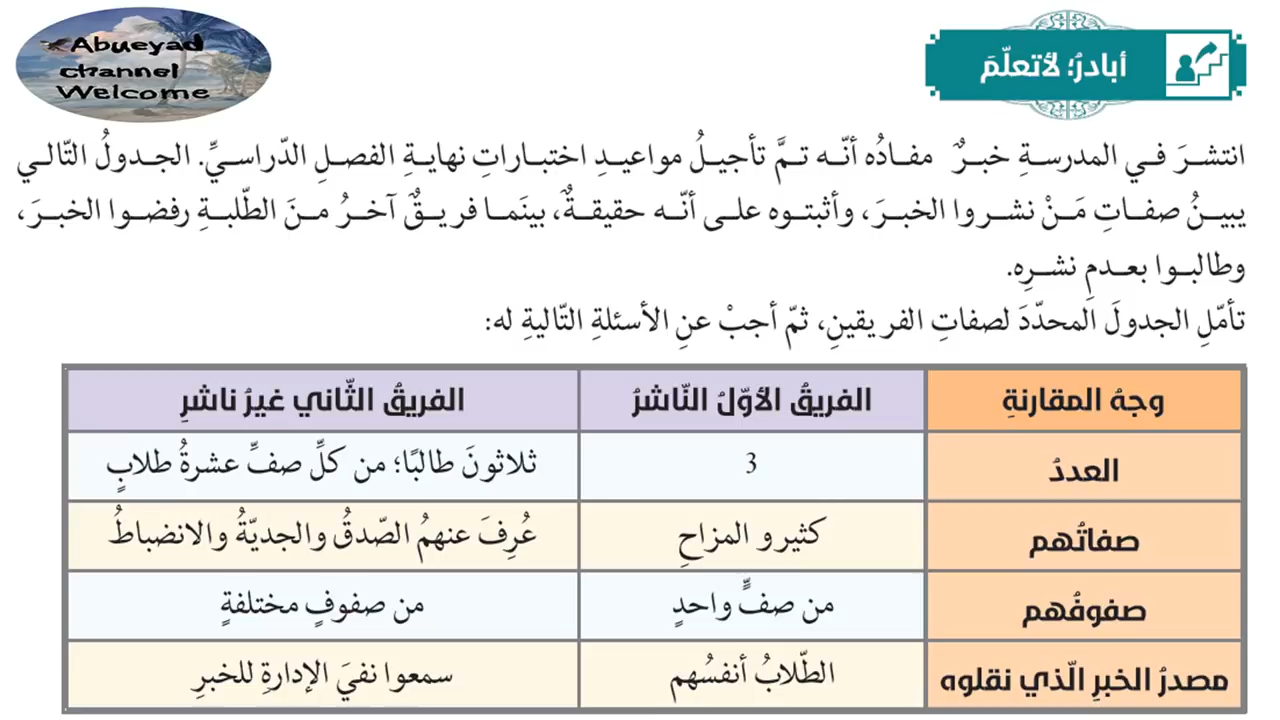 Abueyad
channel
Welcome
أبادرُ؛ لأتعلّمَ
انتشرَ في المدرسةِ خبرٌ مفادُه أنّه تمَّ تأجيلُ مواعيدِ اختباراتِ نهايةِ الفصلِ الدّراسيِّ. الجدولُ التّالي
يبينُ صفاتِ مَنْ نشروا الخبرَ، وأثبتوه على أنّه حقيقةٌ، بينَما فريقٌ آخرُ منَ الطّلبةِ رفضوا الخبرَ،
وطالبوا بعدمِ نشرِه.
تأمّلِ الجدولَ المحدّدَ لصفاتِ الفريقينِ، ثمّ أجبْ عنِ الأسئلةِ التّاليةِ له:
وجهُ المقارنةِ الفريقُ الأوّلُ النّاشرُ الفريقُ الثّاني غيرُ ناشرِ
العددُ 3 ثلاثونَ طالبًا؛ من كلِّ صفٍّ عشرةُ طلابٍ
صفاتُهم كثيرو المزاحِ عُرِفَ عنهمُ الصّدقُ والجديّةُ والانضباطُ
صفوفُهم من صفٍّ واحدٍ من صفوفٍ مختلفةٍ
مصدرُ الخبرِ الّذي نقلوه الطّلابُ أنفسُهم سمعوا نفيَ الإدارةِ للخبرِ